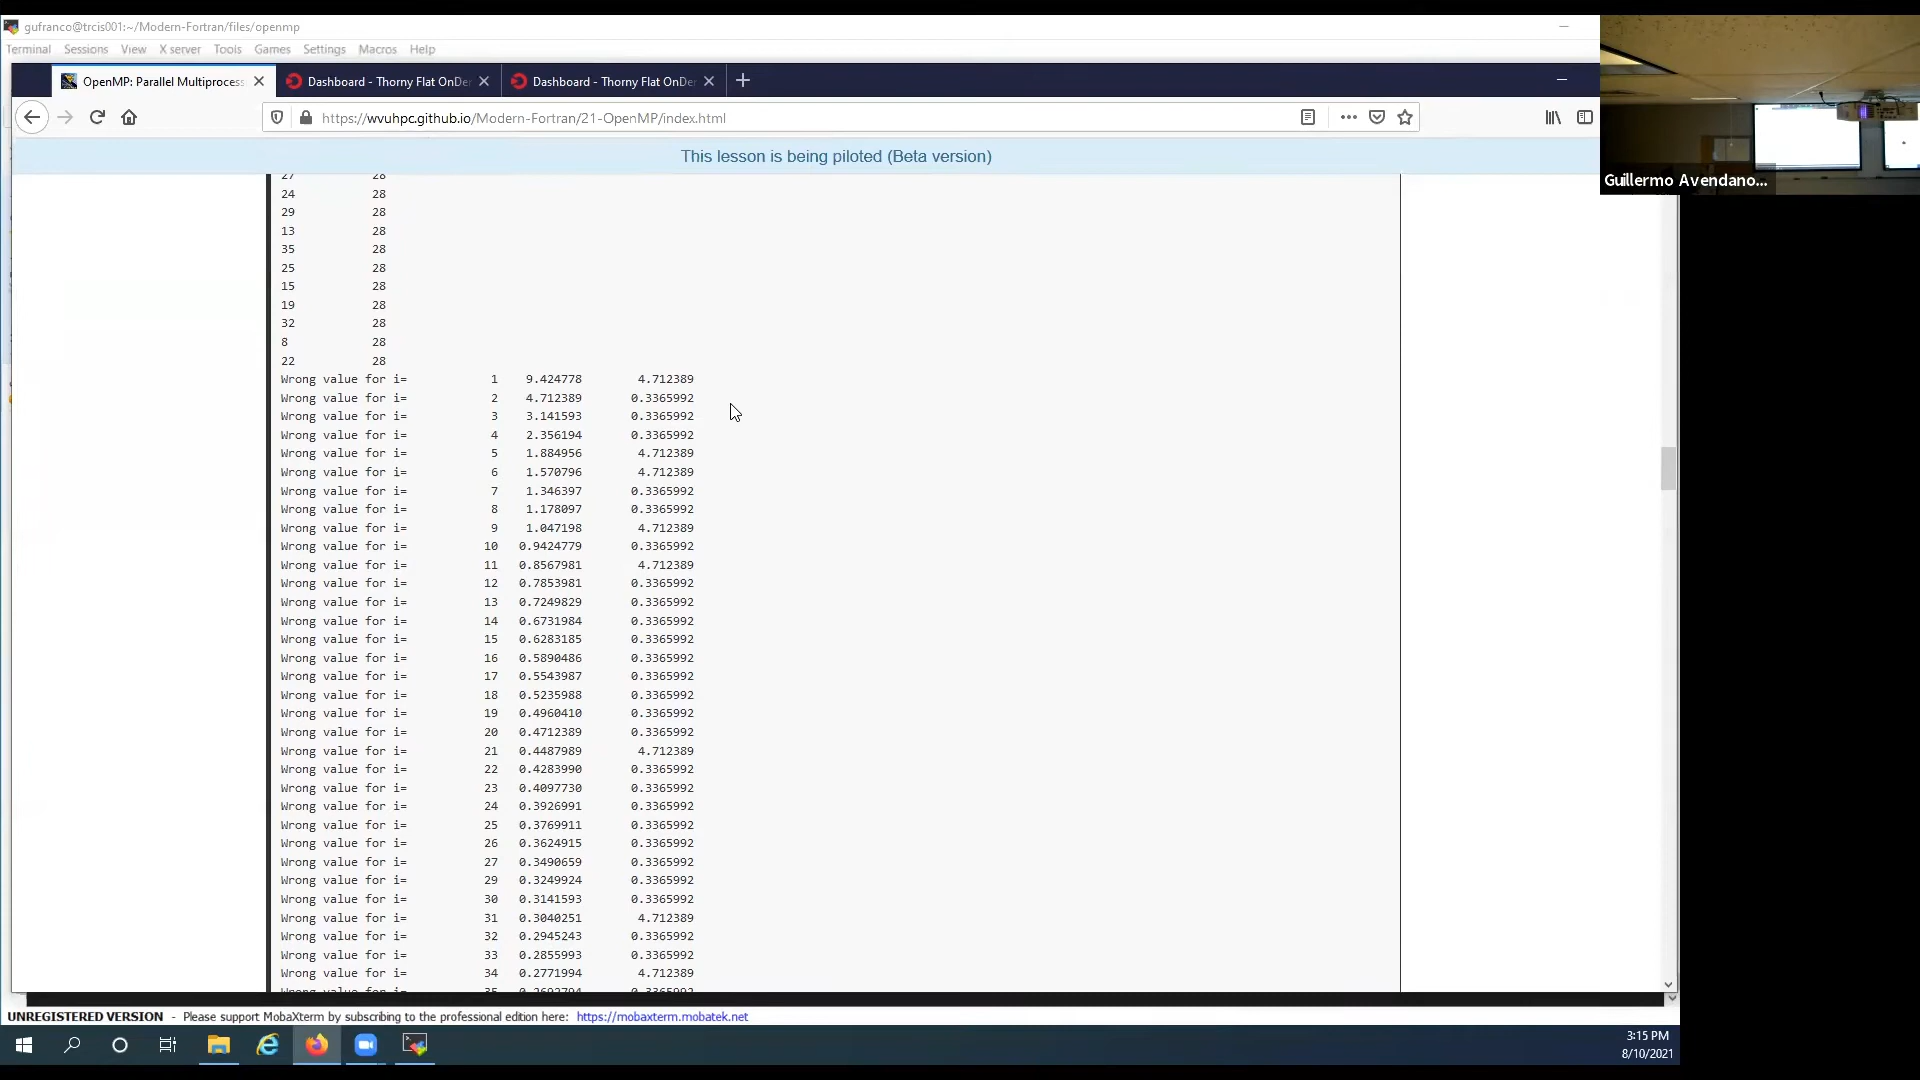 gufranco@trcis001:~/Modern-Fortran/files/openmp
Terminal Sessions View X server Tools Games Settings Macros Help
OpenMP: Parallel Multiprocess Dashboard - Thorny Flat OnDe Dashboard - Thorny Flat OnDe
https://wvuhpc.github.io/Modern-Fortran/21-OpenMP/index.html
This lesson is being piloted (Beta version)
Guillermo Avendano...
27 28
24 28
29 28
13 28
35 28
25 28
15 28
19 28
32 28
8 28
22 28
Wrong value for i= 1 9.424778 4.712389
Wrong value for i= 2 4.712389 0.3365992
Wrong value for i= 3 3.141593 0.3365992
Wrong value for i= 4 2.356194 0.3365992
Wrong value for i= 5 1.884956 4.712389
Wrong value for i= 6 1.570796 4.712389
Wrong value for i= 7 1.346397 0.3365992
Wrong value for i= 8 1.178097 0.3365992
Wrong value for i= 9 1.047198 4.712389
Wrong value for i= 10 0.9424779 0.3365992
Wrong value for i= 11 0.8567981 4.712389
Wrong value for i= 12 0.7853981 0.3365992
Wrong value for i= 13 0.7249829 0.3365992
Wrong value for i= 14 0.6731984 0.3365992
Wrong value for i= 15 0.6283185 0.3365992
Wrong value for i= 16 0.5890486 0.3365992
Wrong value for i= 17 0.5543987 0.3365992
Wrong value for i= 18 0.5235988 0.3365992
Wrong value for i= 19 0.4960410 0.3365992
Wrong value for i= 20 0.4712389 0.3365992
Wrong value for i= 21 0.4487989 4.712389
Wrong value for i= 22 0.4283990 0.3365992
Wrong value for i= 23 0.4097730 0.3365992
Wrong value for i= 24 0.3926991 0.3365992
Wrong value for i= 25 0.3769911 0.3365992
Wrong value for i= 26 0.3624915 0.3365992
Wrong value for i= 27 0.3490659 0.3365992
Wrong value for i= 29 0.3249924 0.3365992
Wrong value for i= 30 0.3141593 0.3365992
Wrong value for i= 31 0.3040251 4.712389
Wrong value for i= 32 0.2945243 0.3365992
Wrong value for i= 33 0.2855993 0.3365992
Wrong value for i= 34 0.2771994 4.712389
Wrong value for i= 35 0.2692794 0.3365992
UNREGISTERED VERSION - Please support MobaXterm by subscribing to the professional edition here: https://mobaxterm.mobatek.net
3:15 PM
8/10/2021